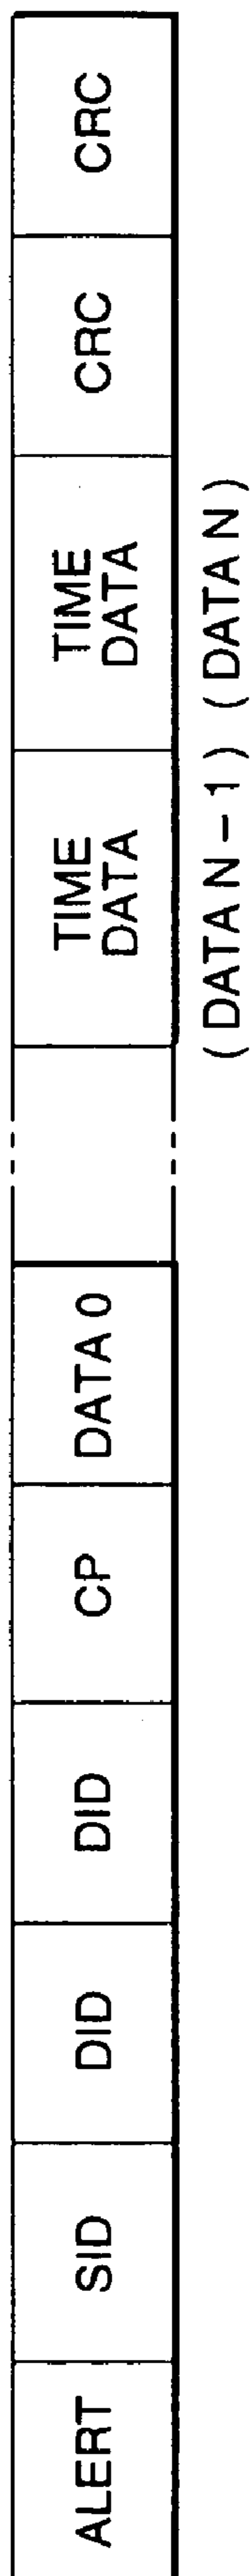 ALERT
SID
DID
DID
CP
DATA 0
TIME
DATA
TIME
DATA
CRC
CRC
( DATA N − 1 ) ( DATA N )